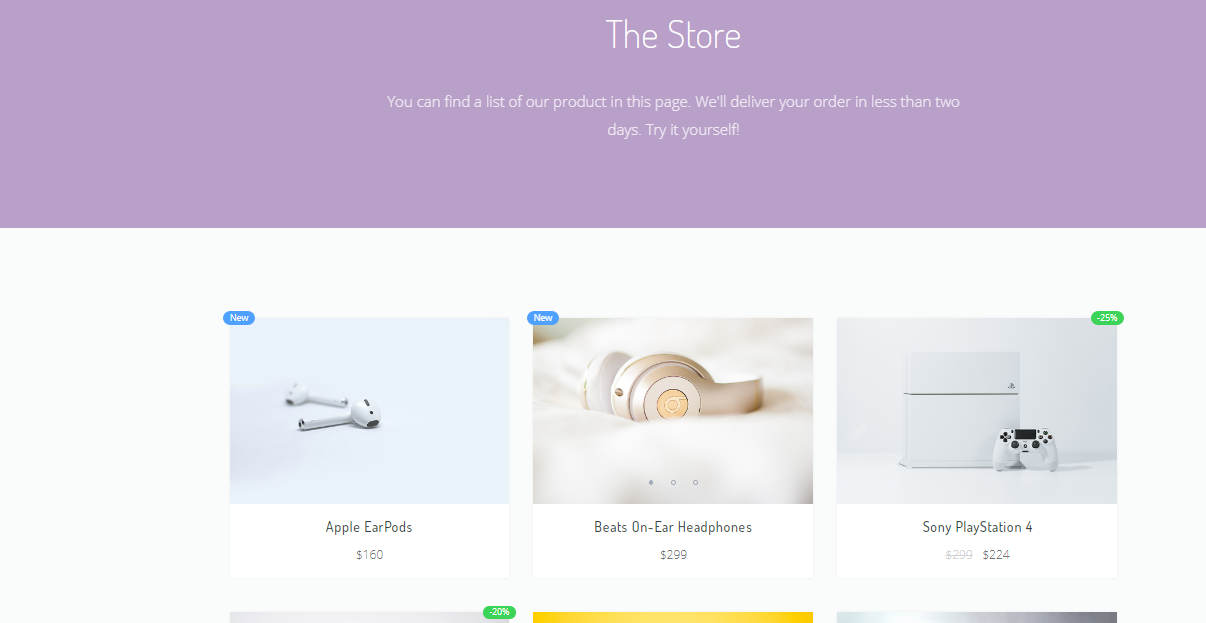 The Store
You can find a list of our product in this page. We'll deliver your order in less than two
days. Try it yourself!
New
New
-25%
Apple EarPods
Beats On-Ear Headphones
Sony PlayStation 4
$160
$299
$299 $224
-20%